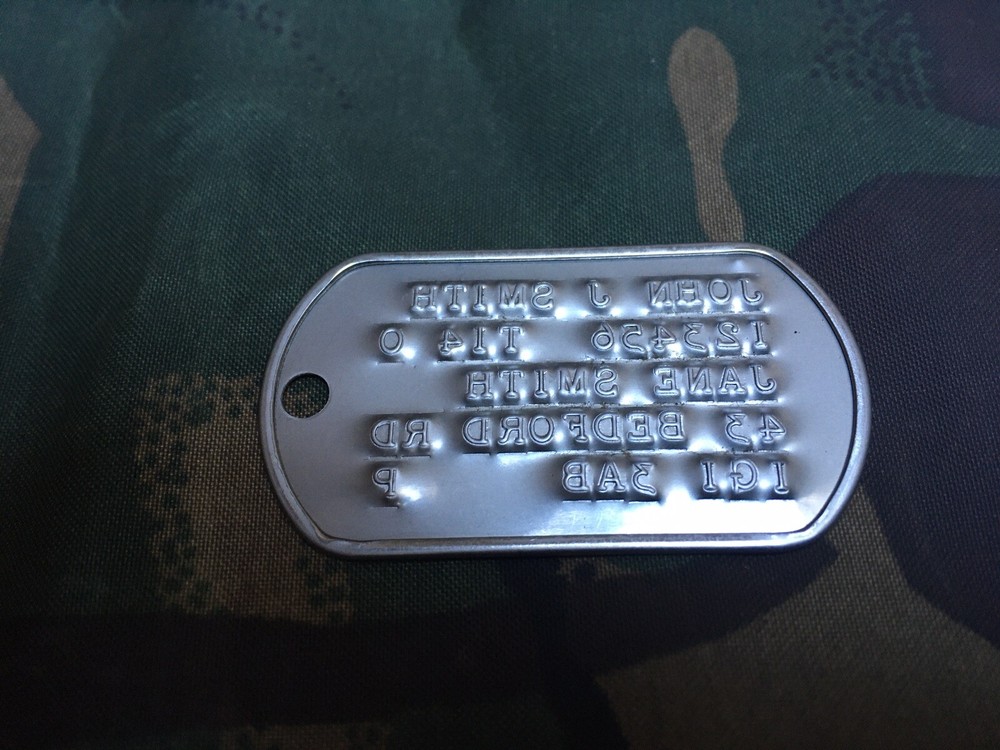 JOHN J SMITH
123456 T14 O
JANE SMITH
43 BEDFORD RD
IG1 3AB P